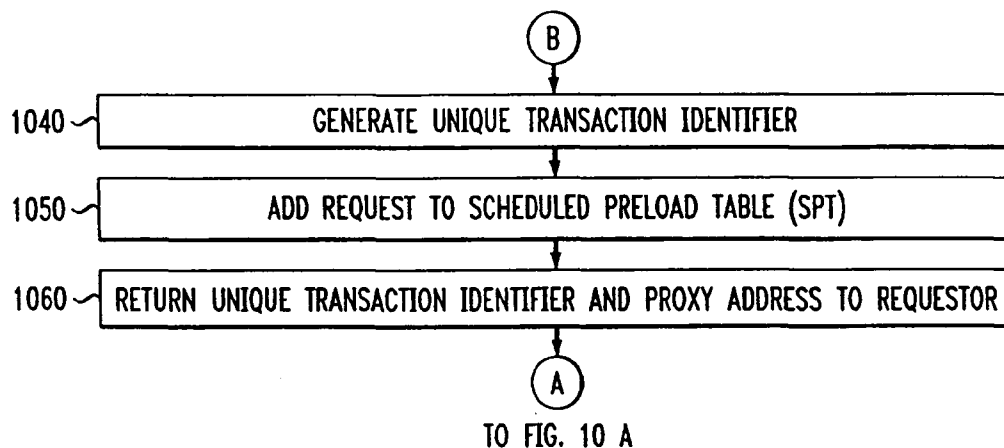 B
1040 GENERATE UNIQUE TRANSACTION IDENTIFIER
1050 ADD REQUEST TO SCHEDULED PRELOAD TABLE (SPT)
1060 RETURN UNIQUE TRANSACTION IDENTIFIER AND PROXY ADDRESS TO REQUESTOR
A
TO FIG. 10 A